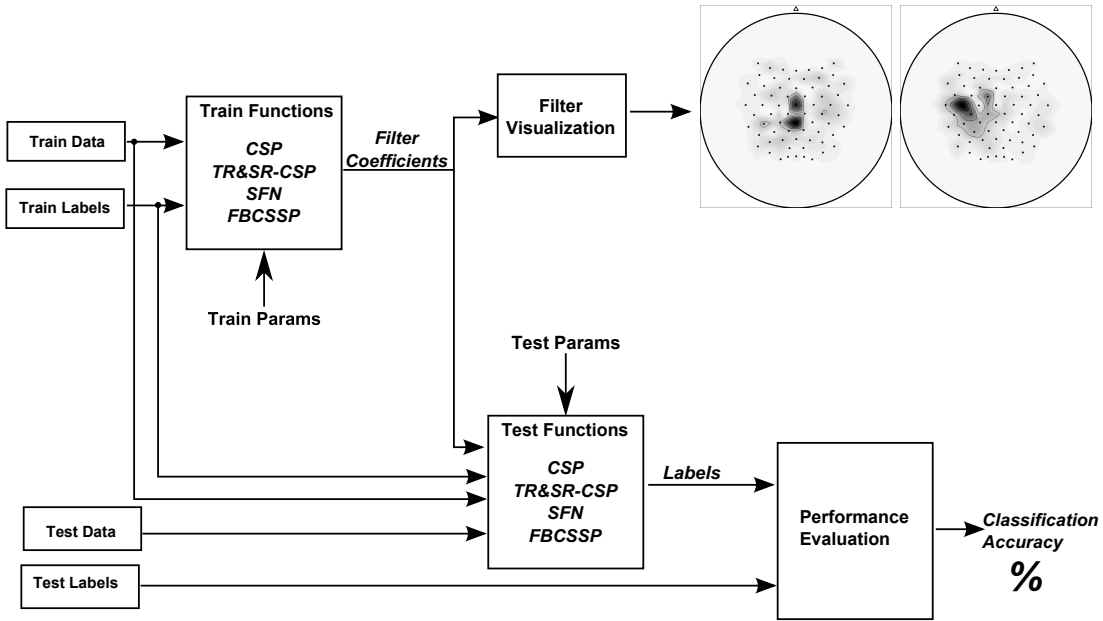 Train Data
Train Labels
Train Functions
CSP
TR&SR-CSP
SFN
FBCSSP
Train Params
Filter
Coefficients
Filter
Visualization
Test Params
Test Functions
CSP
TR&SR-CSP
SFN
FBCSSP
Test Data
Test Labels
Labels
Performance
Evaluation
Classification
Accuracy
%